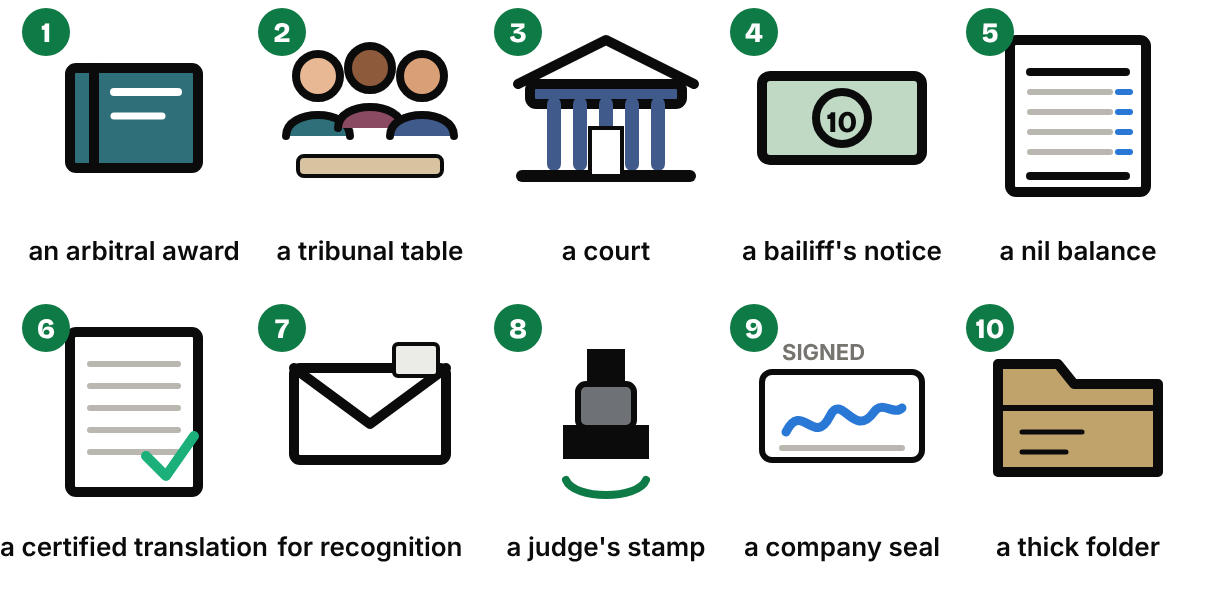 1
an arbitral award
2
a tribunal table
3
a court
4
10
a bailiff's notice
5
a nil balance
6
a certified translation
7
for recognition
8
a judge's stamp
9
SIGNED
a company seal
10
a thick folder